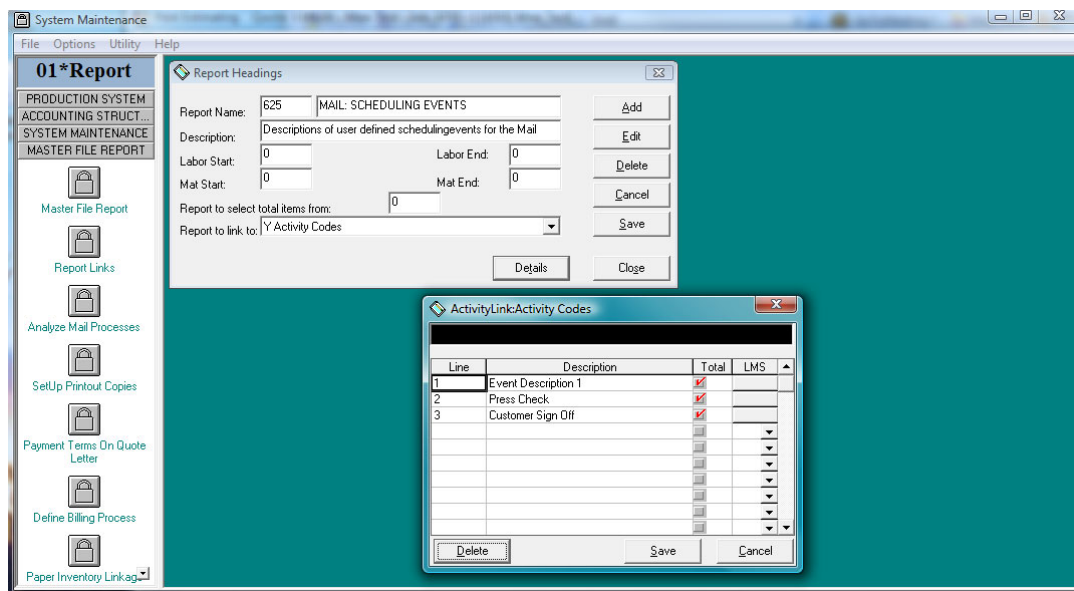 System Maintenance
File Options Utility Help
01*Report
PRODUCTION SYSTEM
ACCOUNTING STRUCT...
SYSTEM MAINTENANCE
MASTER FILE REPORT
Master File Report
Report Links
Analyze Mail Processes
SetUp Printout Copies
Payment Terms On Quote
Letter
Define Billing Process
Paper Inventory Linkag
Report Headings
Report Name: 625 MAIL: SCHEDULING EVENTS
Description: Descriptions of user defined schedulingevents for the Mail
Labor Start: 0 Labor End: 0
Mat Start: 0 Mat End: 0
Report to select total items from: 0
Report to link to: Y Activity Codes
Add
Edit
Delete
Cancel
Save
Details Close
ActivityLink:Activity Codes
Line Description Total LMS
1 Event Description 1
2 Press Check
3 Customer Sign Off
Delete Save Cancel